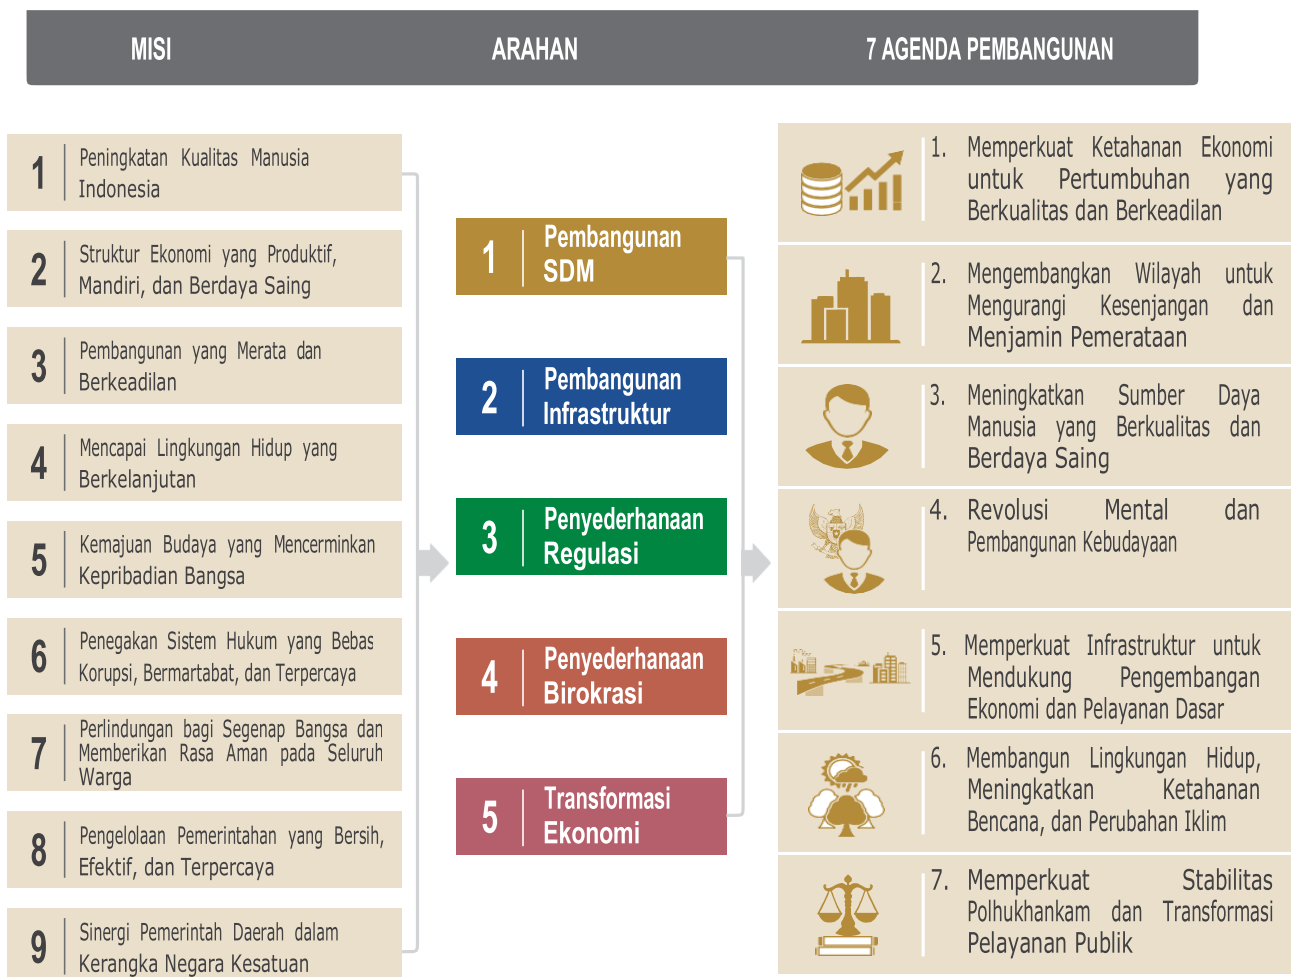 MISI
ARAHAN
7 AGENDA PEMBANGUNAN
1
Peningkatan Kualitas Manusia
Indonesia
2
Struktur Ekonomi yang Produktif,
Mandiri, dan Berdaya Saing
3
Pembangunan yang Merata dan
Berkeadilan
4
Mencapai Lingkungan Hidup yang
Berkelanjutan
5
Kemajuan Budaya yang Mencerminkan
Kepribadian Bangsa
6
Penegakan Sistem Hukum yang Bebas
Korupsi, Bermartabat, dan Terpercaya
7
Perlindungan bagi Segenap Bangsa dan
Memberikan Rasa Aman pada Seluruh
Warga
8
Pengelolaan Pemerintahan yang Bersih,
Efektif, dan Terpercaya
9
Sinergi Pemerintah Daerah dalam
Kerangka Negara Kesatuan
1
Pembangunan
SDM
2
Pembangunan
Infrastruktur
3
Penyederhanaan
Regulasi
4
Penyederhanaan
Birokrasi
5
Transformasi
Ekonomi
1. Memperkuat Ketahanan Ekonomi
untuk Pertumbuhan yang
Berkualitas dan Berkeadilan
2. Mengembangkan Wilayah untuk
Mengurangi Kesenjangan dan
Menjamin Pemerataan
3. Meningkatkan Sumber Daya
Manusia yang Berkualitas dan
Berdaya Saing
4. Revolusi Mental dan
Pembangunan Kebudayaan
5. Memperkuat Infrastruktur untuk
Mendukung Pengembangan
Ekonomi dan Pelayanan Dasar
6. Membangun Lingkungan Hidup,
Meningkatkan Ketahanan
Bencana, dan Perubahan Iklim
7. Memperkuat Stabilitas
Polhukhankam dan Transformasi
Pelayanan Publik